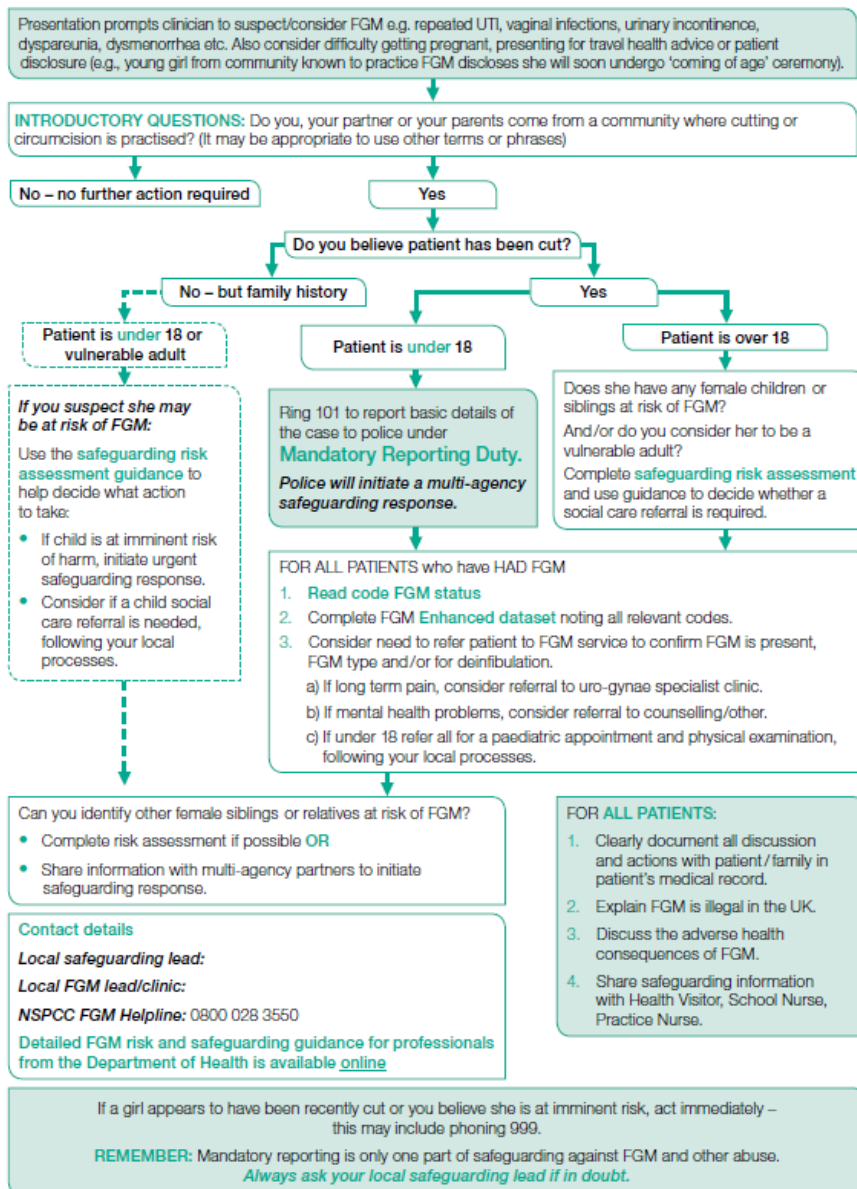 Presentation prompts clinician to suspect/consider FGM e.g. repeated UTI, vaginal infections, urinary incontinence,
dyspareunia, dysmenorrhea etc. Also consider difficulty getting pregnant, presenting for travel health advice or patient
disclosure (e.g., young girl from community known to practice FGM discloses she will soon undergo ‘coming of age’ ceremony).
INTRODUCTORY QUESTIONS: Do you, your partner or your parents come from a community where cutting or
circumcision is practised? (It may be appropriate to use other terms or phrases)
No – no further action required
Yes
Do you believe patient has been cut?
No – but family history
Yes
Patient is under 18 or
vulnerable adult
Patient is under 18
Patient is over 18
If you suspect she may
be at risk of FGM:
Use the safeguarding risk
assessment guidance to
help decide what action
to take:
• If child is at imminent risk
of harm, initiate urgent
safeguarding response.
• Consider if a child social
care referral is needed,
following your local
processes.
Ring 101 to report basic details of
the case to police under
Mandatory Reporting Duty.
Police will initiate a multi-agency
safeguarding response.
Does she have any female children or
siblings at risk of FGM?
And/or do you consider her to be a
vulnerable adult?
Complete safeguarding risk assessment
and use guidance to decide whether a
social care referral is required.
FOR ALL PATIENTS who have HAD FGM
1. Read code FGM status
2. Complete FGM Enhanced dataset noting all relevant codes.
3. Consider need to refer patient to FGM service to confirm FGM is present,
FGM type and/or for deinfibulation.
a) If long term pain, consider referral to uro-gynae specialist clinic.
b) If mental health problems, consider referral to counselling/other.
c) If under 18 refer all for a paediatric appointment and physical examination,
following your local processes.
Can you identify other female siblings or relatives at risk of FGM?
• Complete risk assessment if possible OR
• Share information with multi-agency partners to initiate
safeguarding response.
FOR ALL PATIENTS:
1. Clearly document all discussion
and actions with patient/family in
patient’s medical record.
2. Explain FGM is illegal in the UK.
3. Discuss the adverse health
consequences of FGM.
4. Share safeguarding information
with Health Visitor, School Nurse,
Practice Nurse.
Contact details
Local safeguarding lead:
Local FGM lead/clinic:
NSPCC FGM Helpline: 0800 028 3550
Detailed FGM risk and safeguarding guidance for professionals
from the Department of Health is available online
If a girl appears to have been recently cut or you believe she is at imminent risk, act immediately –
this may include phoning 999.
REMEMBER: Mandatory reporting is only one part of safeguarding against FGM and other abuse.
Always ask your local safeguarding lead if in doubt.